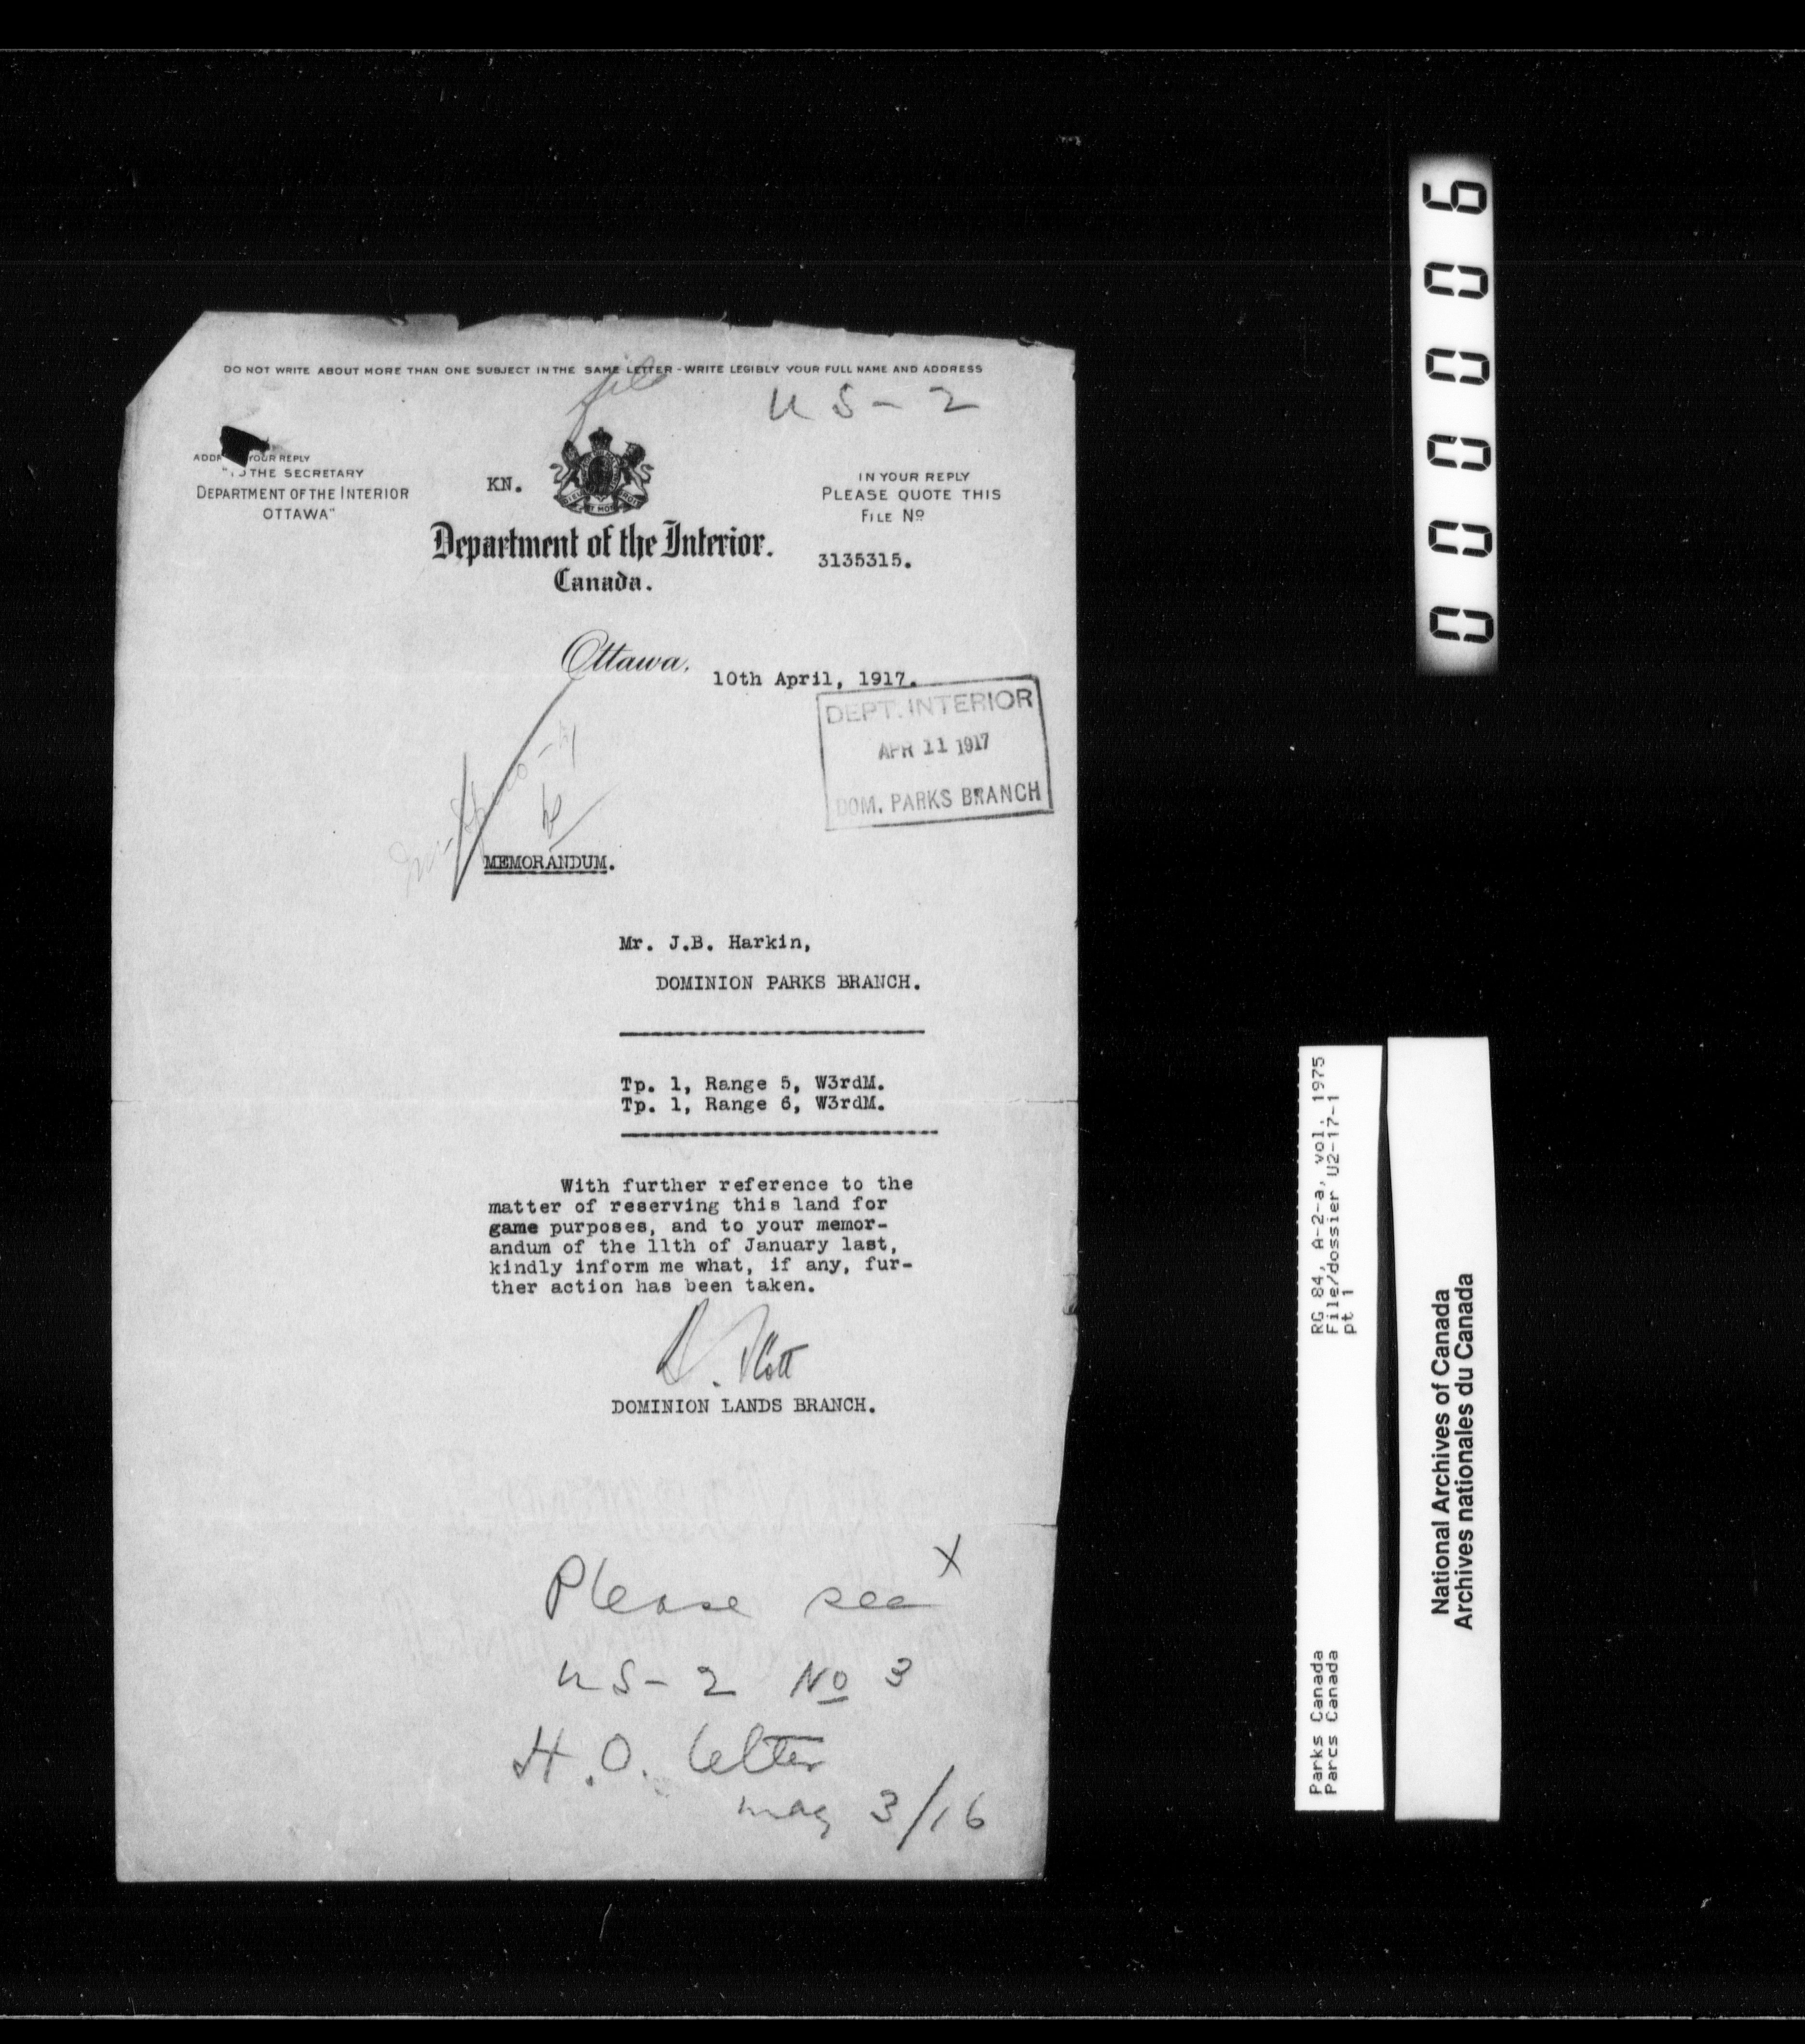 DO NOT WRITE ABOUT MORE THAN ONE SUBJECT IN THE SAME LETTER - WRITE LEGIBLY YOUR FULL NAME AND ADDRESS
file
US-2
YOUR REPLY
THE SECRETARY
DEPARTMENT OF THE INTERIOR
OTTAWA"
KN.
IN YOUR REPLY
PLEASE QUOTE THIS
FILE No
3135315.
Department of the Interior.
Canada.
Ottawa,
10th April, 1917.
DEPT. INTERIOR
APR 11 1917
DOM. PARKS BRANCH
MEMORANDUM.
Mr. J.B. Harkin,
DOMINION PARKS BRANCH.
Tp. 1, Range 5, W3rdM.
Tp. 1, Range 6, W3rdM.
With further reference to the
matter of reserving this land for
game purposes, and to your memor-
andum of the 11th of January last,
kindly inform me what, if any, fur-
ther action has been taken.
DOMINION LANDS BRANCH.
Please see X
US-2 No 3
H.O. letter
may 3/16
000006
RG 84, A-2-a, vol. 1975
File/dossier U2-17-1
pt 1
Parks Canada
Parcs Canada
National Archives of Canada
Archives nationales du Canada